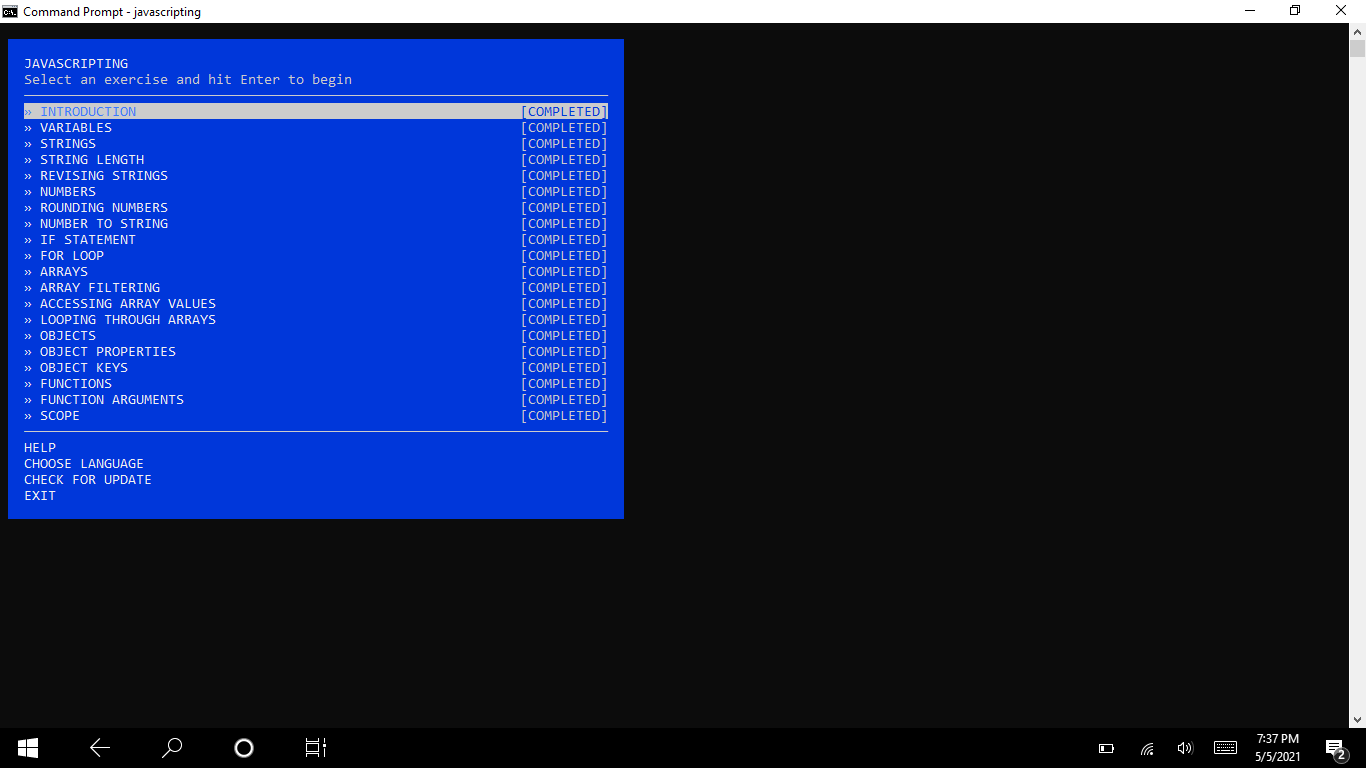 Command Prompt - javascripting
JAVASCRIPTING
Select an exercise and hit Enter to begin
» INTRODUCTION [COMPLETED]
» VARIABLES [COMPLETED]
» STRINGS [COMPLETED]
» STRING LENGTH [COMPLETED]
» REVISING STRINGS [COMPLETED]
» NUMBERS [COMPLETED]
» ROUNDING NUMBERS [COMPLETED]
» NUMBER TO STRING [COMPLETED]
» IF STATEMENT [COMPLETED]
» FOR LOOP [COMPLETED]
» ARRAYS [COMPLETED]
» ARRAY FILTERING [COMPLETED]
» ACCESSING ARRAY VALUES [COMPLETED]
» LOOPING THROUGH ARRAYS [COMPLETED]
» OBJECTS [COMPLETED]
» OBJECT PROPERTIES [COMPLETED]
» OBJECT KEYS [COMPLETED]
» FUNCTIONS [COMPLETED]
» FUNCTION ARGUMENTS [COMPLETED]
» SCOPE [COMPLETED]
HELP
CHOOSE LANGUAGE
CHECK FOR UPDATE
EXIT
7:37 PM
5/5/2021
2